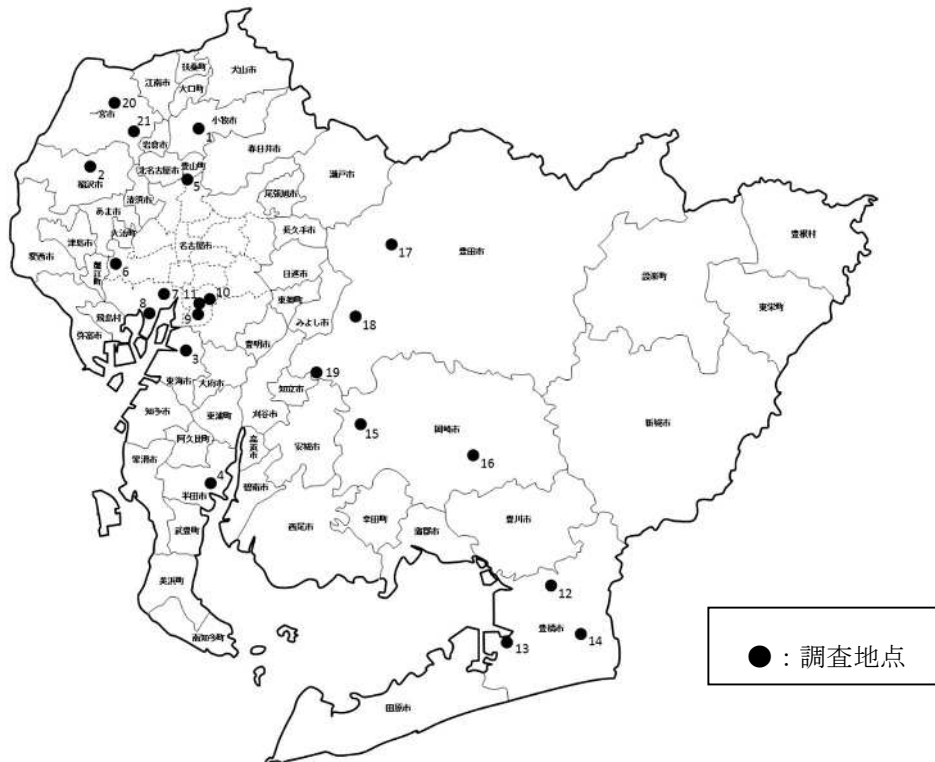 扶桑町
犬山市
江南市
大口町
20
一宮市
21
小牧市
1
岩倉市
春日井市
豊山町
北名古屋市
5
瀬戸市
2
稲沢市
清須市
尾張旭市
豊根村
あま市
長久手市
大治町
名古屋市
17
豊田市
設楽町
津島市
愛西市
蟹江町
6
日進市
東栄町
7
11
10
東郷町
8
9
みよし市
18
飛島村
弥富市
豊明市
3
東海市
大府市
19
知立市
知多市
東浦町
刈谷市
15
岡崎市
新城市
阿久比町
高浜市
安城市
16
常滑市
4
碧南市
半田市
西尾市
幸田町
豊川市
蒲郡市
武豊町
美浜町
12
南知多町
豊橋市
14
13
田原市
●:調査地点